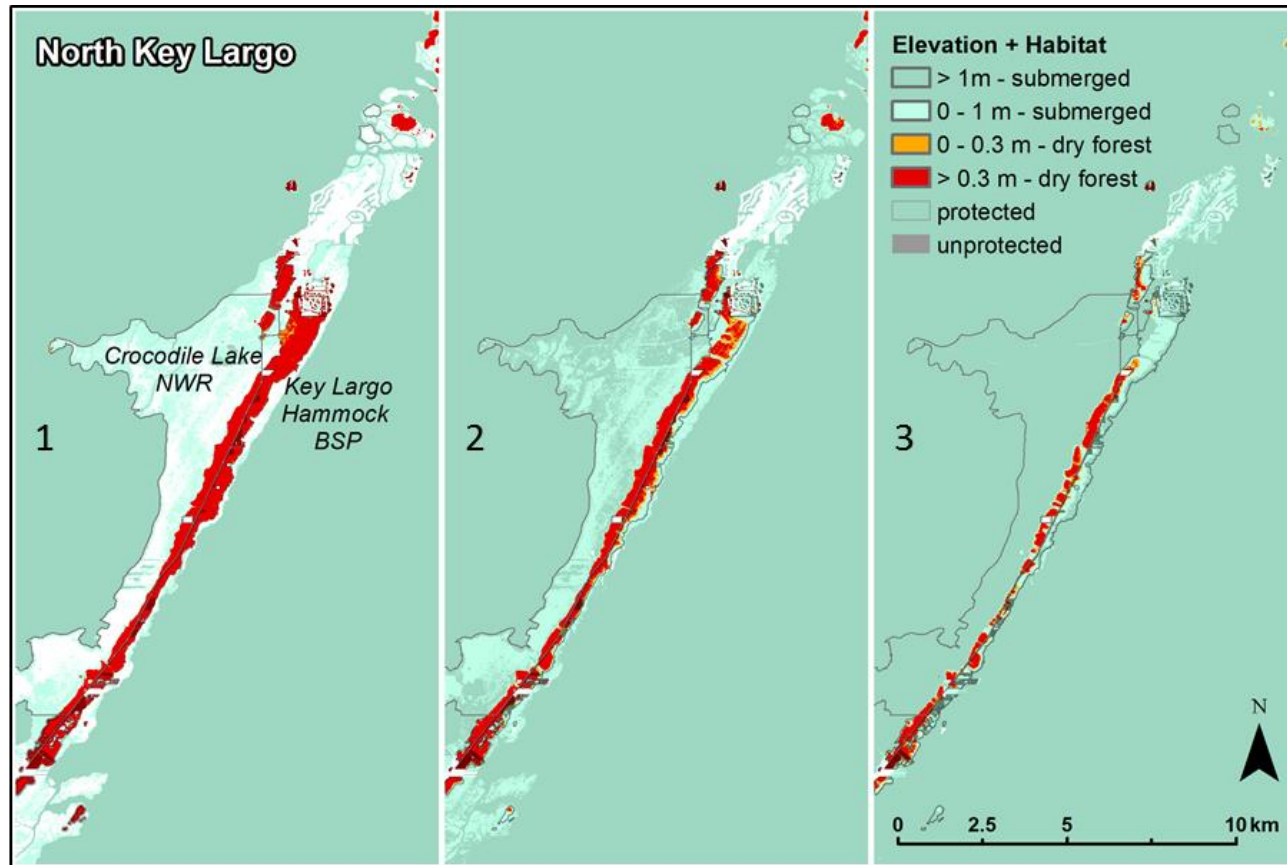 North Key Largo
Crocodile Lake
NWR
Key Largo
Hammock
BSP
1
2
3
Elevation + Habitat
> 1m - submerged
0 - 1 m - submerged
0 - 0.3 m - dry forest
> 0.3 m - dry forest
protected
unprotected
N
0 2.5 5 10 km